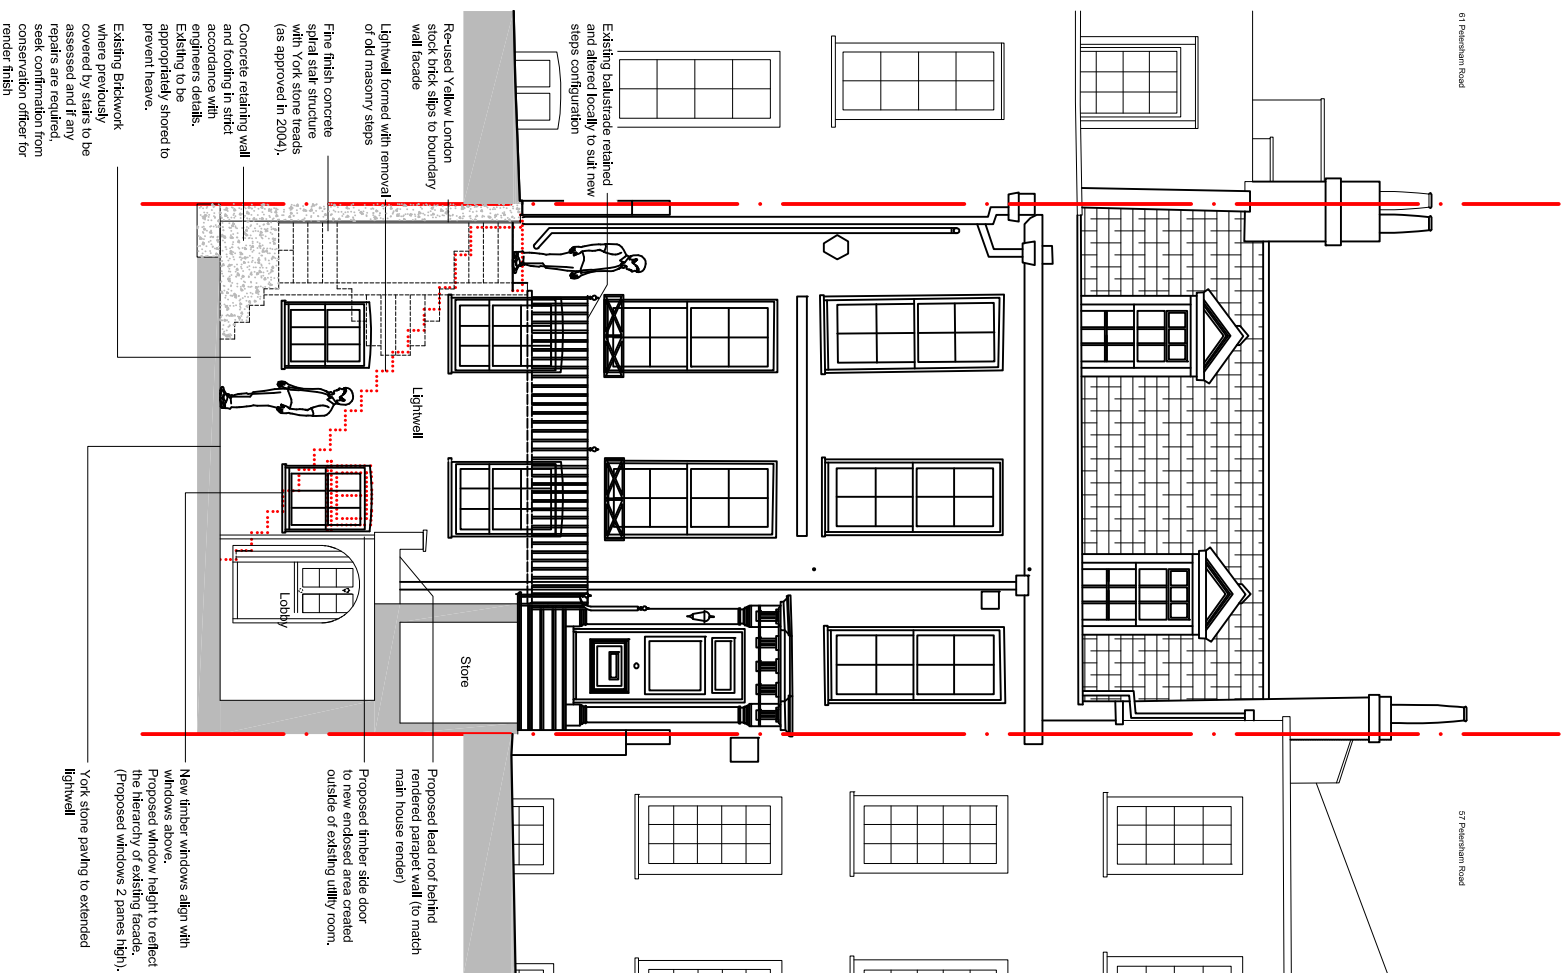 61 Petersham Road
57 Petersham Road
Existing balustrade retained
and altered locally to suit new
steps configuration
Re-used Yellow London
stock brick slips to boundary
wall facade
Lightwell formed with removal
of old masonry steps
Fine finish concrete
spiral stair structure
with York stone treads
(as approved in 2004).
Concrete retaining wall
and footing in strict
accordance with
engineers details.
Existing to be
appropriately shored to
prevent heave.
Existing Brickwork
where previously
covered by stairs to be
assessed and if any
repairs are required,
seek confirmation from
conservation officer for
render finish
Lightwell
Lobby
Store
Proposed lead roof behind
rendered parapet wall (to match
main house render)
Proposed timber side door
to new enclosed area created
outside of existing utility room.
New timber windows align with
windows above.
Proposed window height to reflect
the hierarchy of existing facade.
(Proposed windows 2 panes high).
York stone paving to extended
lightwell